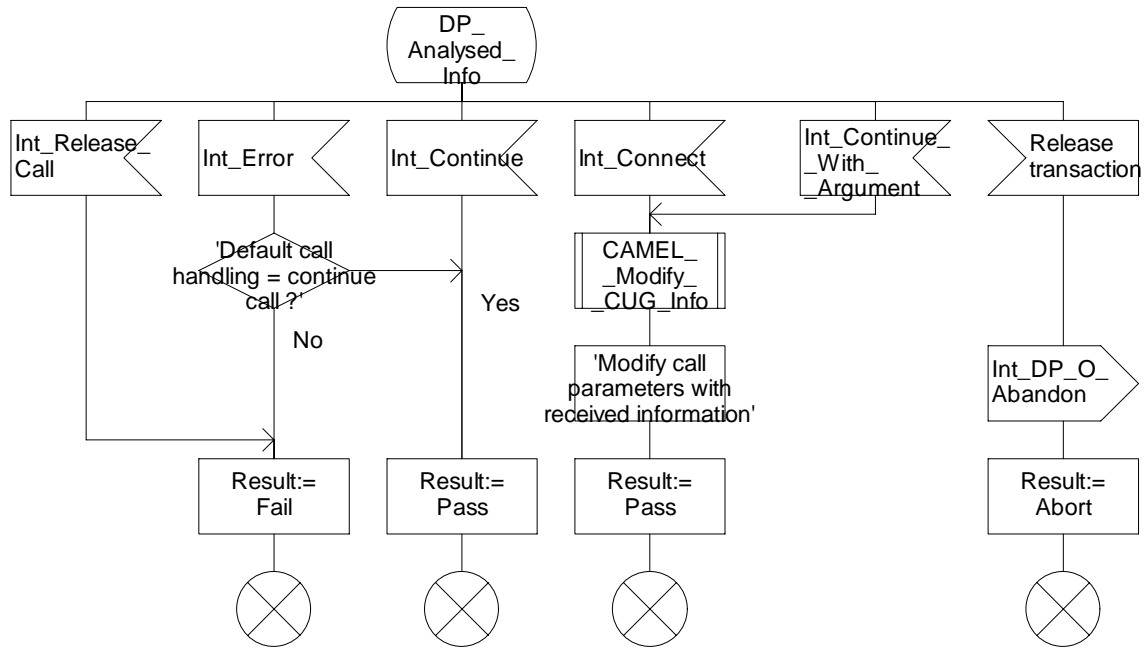 DP_
Analysed_
Info
Int_Release_
Call
Int_Error
Int_Continue
Int_Connect
Int_Continue_
_With_
_Argument
Release
transaction
'Default call
handling = continue
call ?'
Yes
No
CAMEL_
_Modify_
_CUG_Info
'Modify call
parameters with
received information'
Int_DP_O_
Abandon
Result:=
Fail
Result:=
Pass
Result:=
Pass
Result:=
Abort